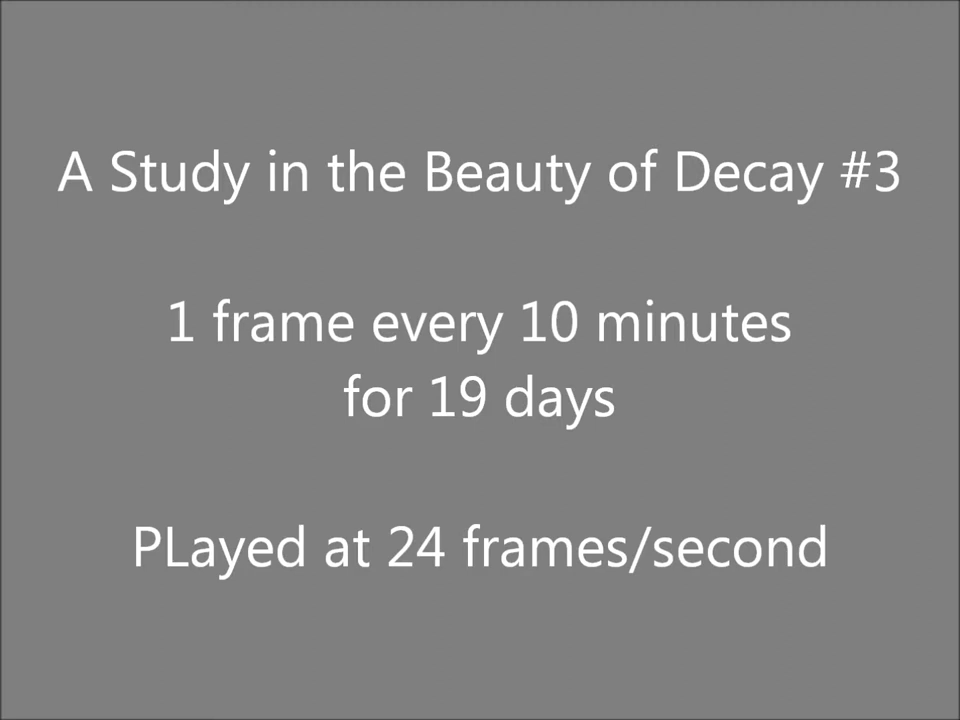 A Study in the Beauty of Decay #3
1 frame every 10 minutes
for 19 days
PLayed at 24 frames/second